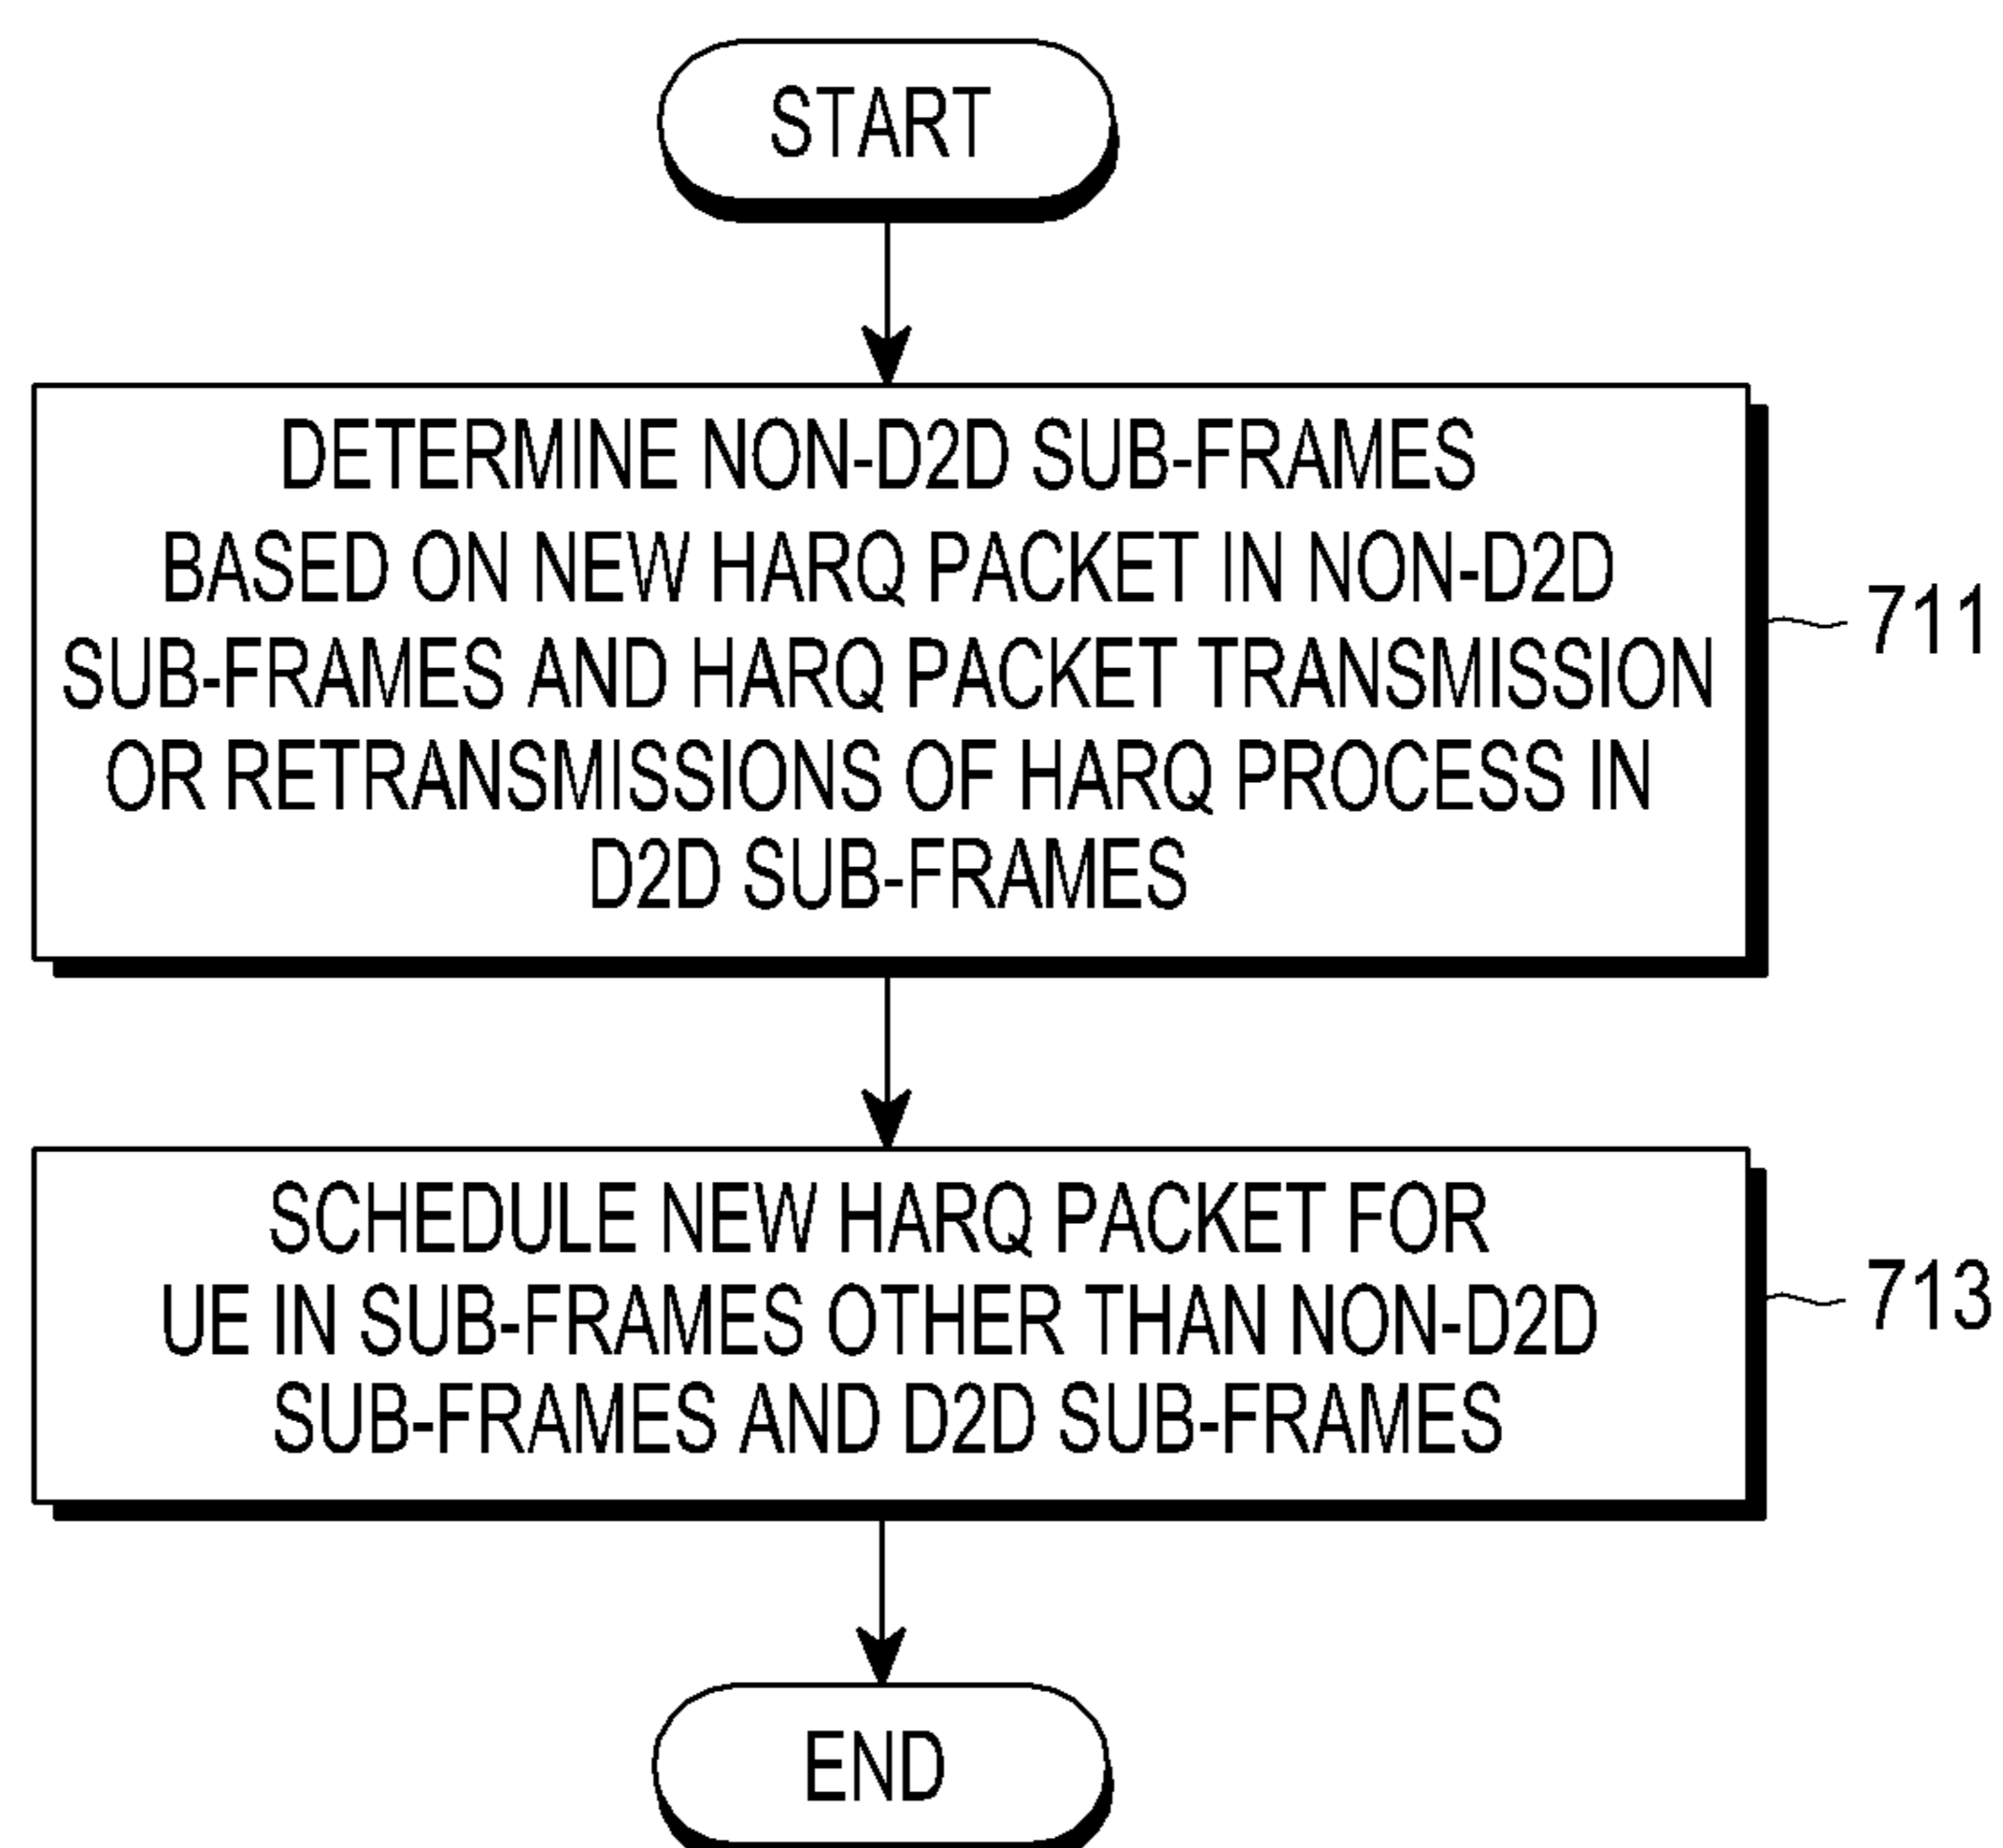 START
DETERMINE NON-D2D SUB-FRAMES
BASED ON NEW HARQ PACKET IN NON-D2D
SUB-FRAMES AND HARQ PACKET TRANSMISSION
OR RETRANSMISSIONS OF HARQ PROCESS IN
D2D SUB-FRAMES
711
SCHEDULE NEW HARQ PACKET FOR
UE IN SUB-FRAMES OTHER THAN NON-D2D
SUB-FRAMES AND D2D SUB-FRAMES
713
END